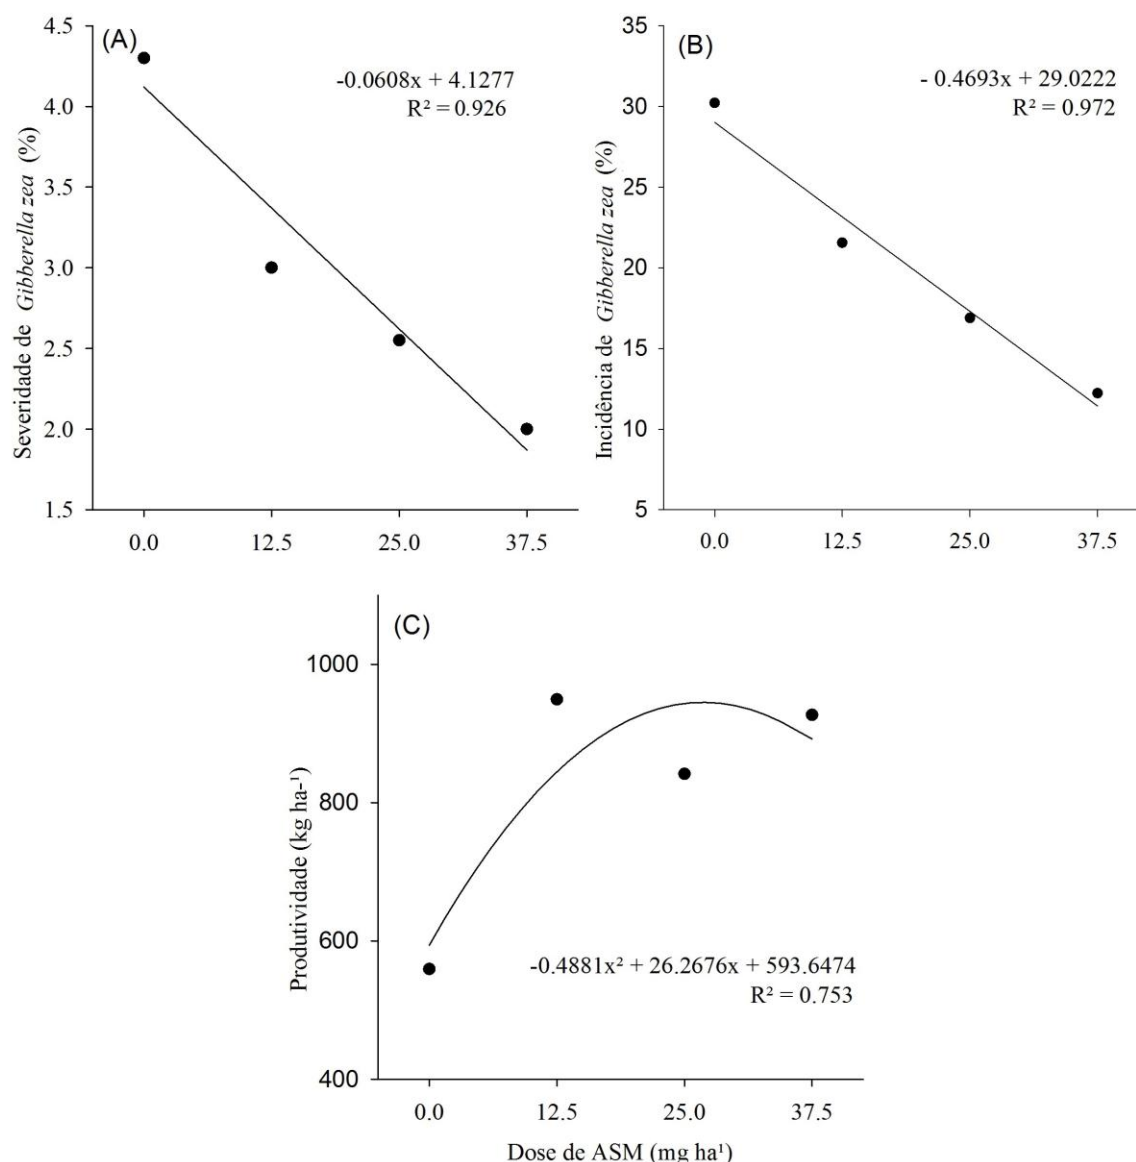 (A)
-0.0608x + 4.1277
R² = 0.926
Severidade de Gibberella zea (%)
4.5
4.0
3.5
3.0
2.5
2.0
1.5
0.0 12.5 25.0 37.5
(B)
- 0.4693x + 29.0222
R² = 0.972
Incidência de Gibberella zea (%)
35
30
25
20
15
10
5
0.0 12.5 25.0 37.5
(C)
Produtividade (kg ha-¹)
1000
800
600
400
-0.4881x² + 26.2676x + 593.6474
R² = 0.753
0.0 12.5 25.0 37.5
Dose de ASM (mg ha¹)